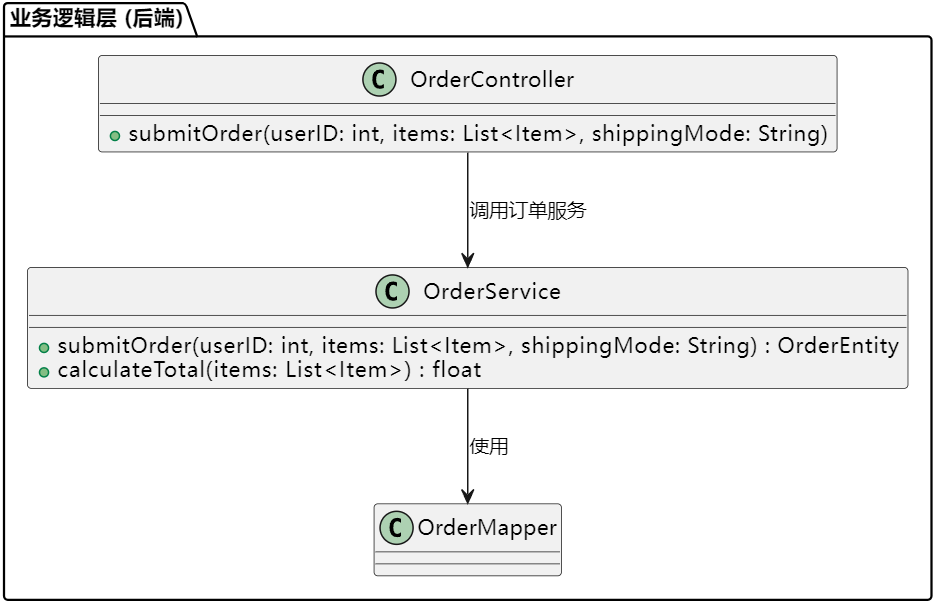 业务逻辑层 (后端)
C OrderController
submitOrder(userID: int, items: List<Item>, shippingMode: String)
调用订单服务
C OrderService
submitOrder(userID: int, items: List<Item>, shippingMode: String) : OrderEntity
calculateTotal(items: List<Item>) : float
使用
C OrderMapper